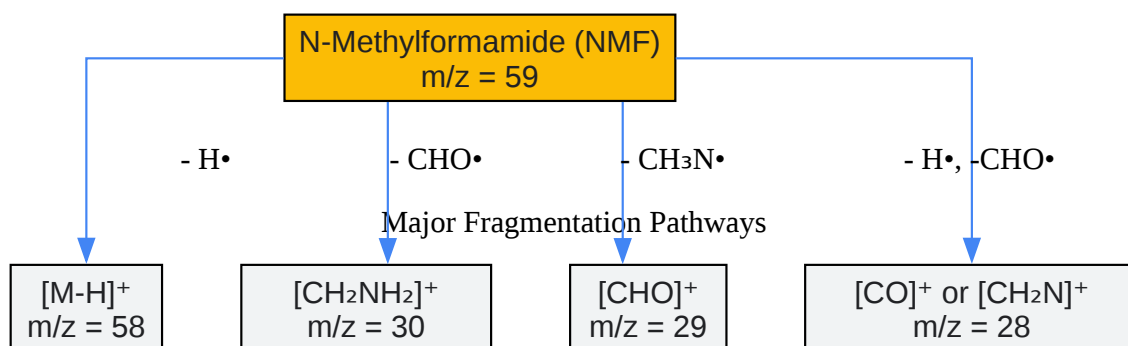 N-Methylformamide (NMF)
m/z = 59
- H•
- CHO•
- CH₃N•
- H•, -CHO•
Major Fragmentation Pathways
[M-H]⁺
m/z = 58
[CH₂NH₂]⁺
m/z = 30
[CHO]⁺
m/z = 29
[CO]⁺ or [CH₂N]⁺
m/z = 28